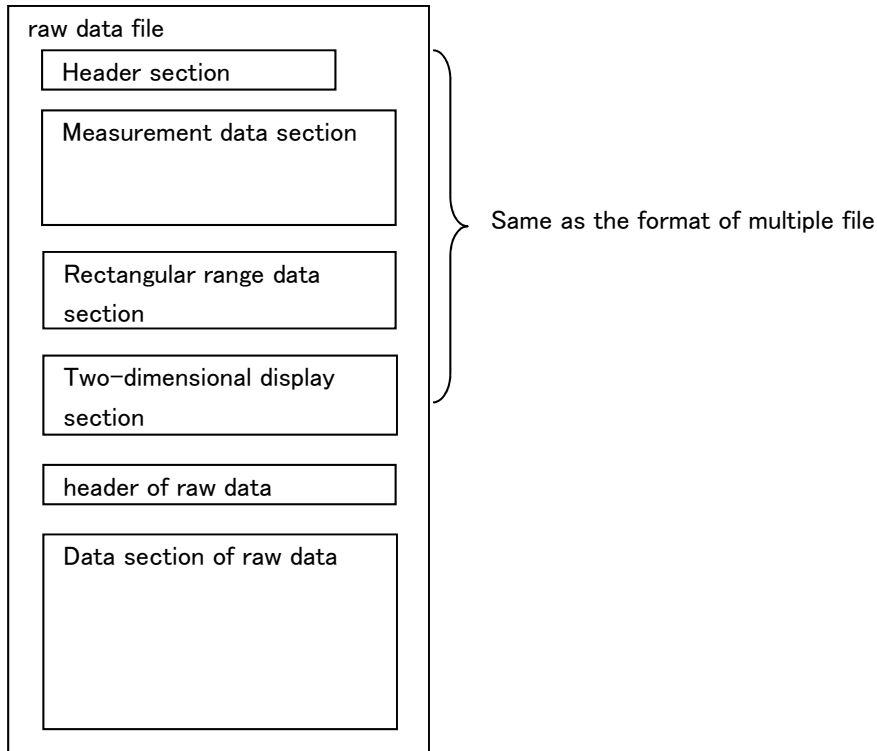 raw data file
Header section
Measurement data section
Same as the format of multiple file
Rectangular range data
section
Two-dimensional display
section
header of raw data
Data section of raw data